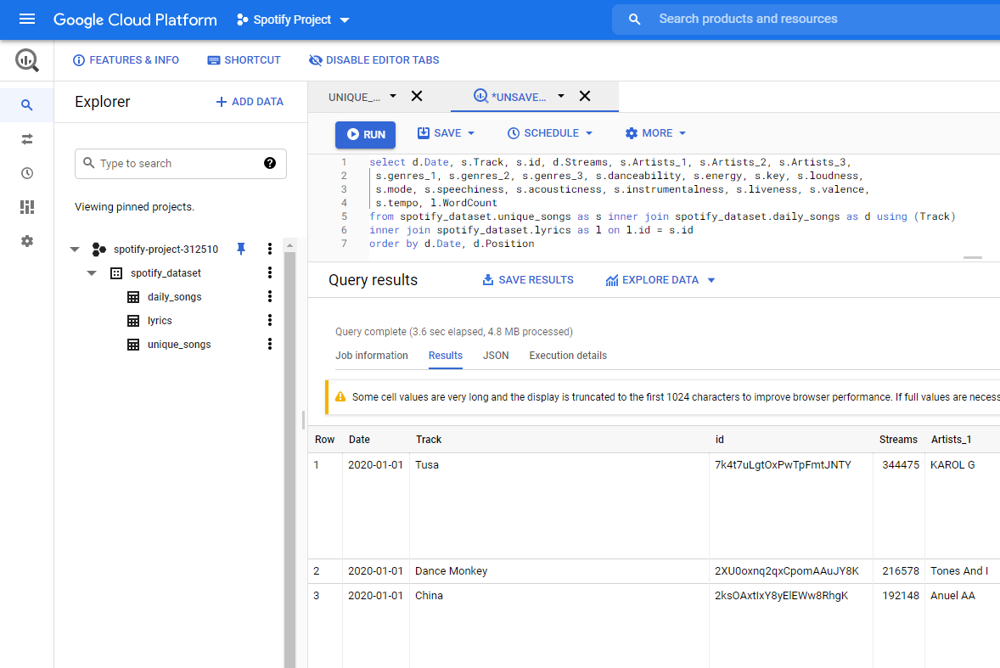 Google Cloud Platform Spotify Project Search products and resources
FEATURES & INFO SHORTCUT DISABLE EDITOR TABS
Explorer + ADD DATA
Type to search
Viewing pinned projects.
spotify-project-312510
spotify_dataset
daily_songs
lyrics
unique_songs
UNIQUE_... *UNSAVE...
RUN SAVE SCHEDULE MORE
1 select d.Date, s.Track, s.id, d.Streams, s.Artists_1, s.Artists_2, s.Artists_3,
2 s.genres_1, s.genres_2, s.genres_3, s.danceability, s.energy, s.key, s.loudness,
3 s.mode, s.speechiness, s.acousticness, s.instrumentalness, s.liveness, s.valence,
4 s.tempo, l.WordCount
5 from spotify_dataset.unique_songs as s inner join spotify_dataset.daily_songs as d using (Track)
6 inner join spotify_dataset.lyrics as l on l.id = s.id
7 order by d.Date, d.Position
Query results SAVE RESULTS EXPLORE DATA
Query complete (3.6 sec elapsed, 4.8 MB processed)
Job information Results JSON Execution details
Some cell values are very long and the display is truncated to the first 1024 characters to improve browser performance. If full values are necess
Row Date Track id Streams Artists_1
1 2020-01-01 Tusa 7k4t7uLgtOxPwTpFmtJNTY 344475 KAROL G
2 2020-01-01 Dance Monkey 2XU0oxnq2qxCpomAAuJY8K 216578 Tones And I
3 2020-01-01 China 2ksOAxtIxY8yElEWw8RhgK 192148 Anuel AA